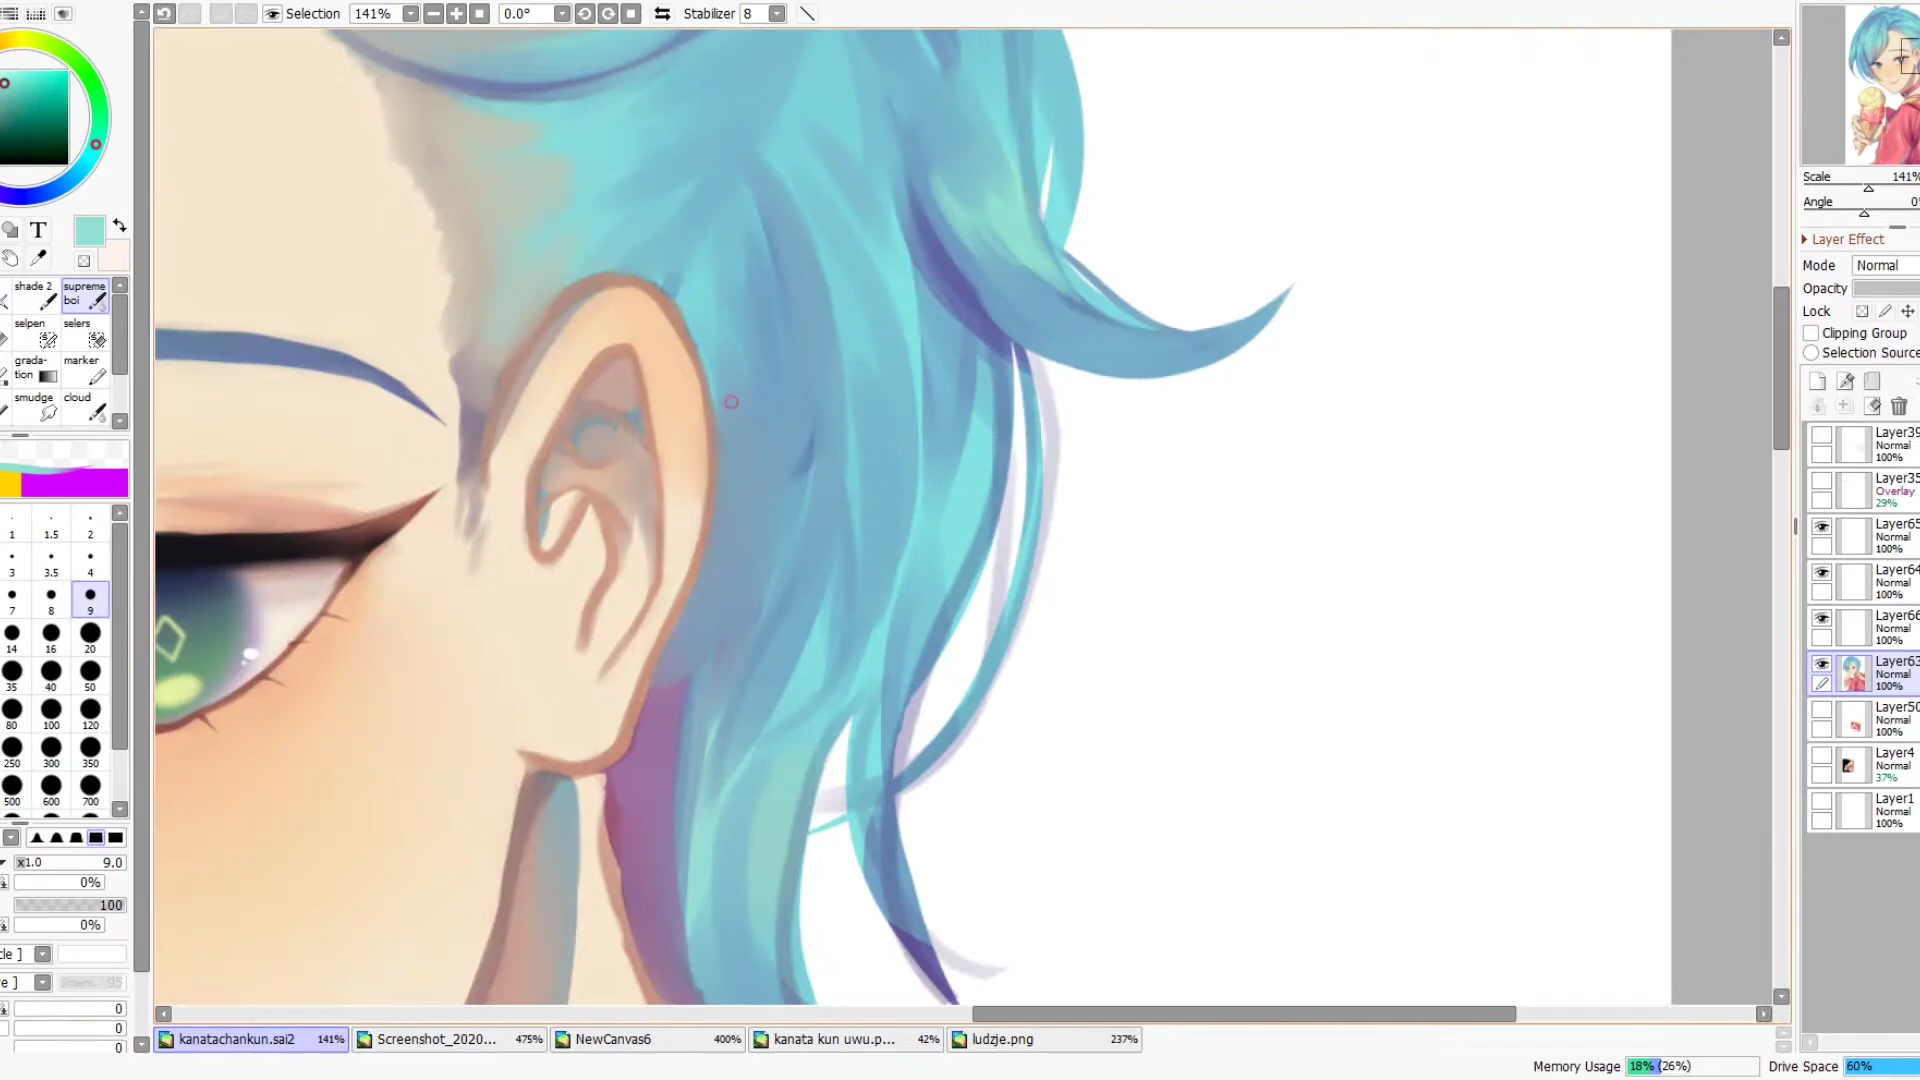 Selection 141% 0.0° Stabilizer 8
Scale 141%
Angle 0°
T
Layer Effect
Mode Normal
Opacity
Lock
Clipping Group
Selection Source
shade 2 supreme boi
selpen selers
grada-tion marker
smudge cloud
1 1.5 2
3 3.5 4
7 8 9
14 16 20
35 40 50
80 100 120
250 300 350
500 600 700
x1.0 9.0
0%
100
0%
cle ]
re ] 95
0
0
0
Layer39
Normal
100%
Layer35
Overlay
29%
Layer65
Normal
100%
Layer64
Normal
100%
Layer66
Normal
100%
Layer63
Normal
100%
Layer50
Normal
100%
Layer4
Normal
37%
Layer1
Normal
100%
kanatachankun.sai2 141% Screenshot_2020... 475% NewCanvas6 400% kanata kun uwu.p... 42% ludzje.png 237%
Memory Usage 18% (26%) Drive Space 60%